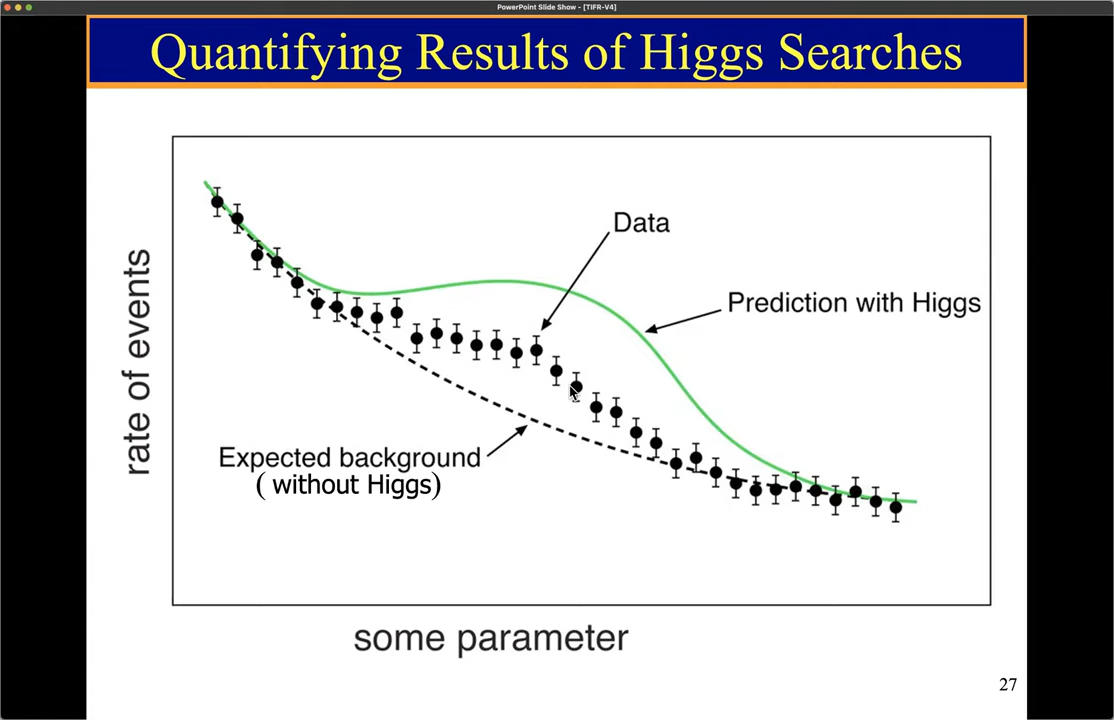 PowerPoint Slide Show - [TIFR-V4]
Quantifying Results of Higgs Searches
Data
Prediction with Higgs
rate of events
Expected background
( without Higgs)
some parameter
27